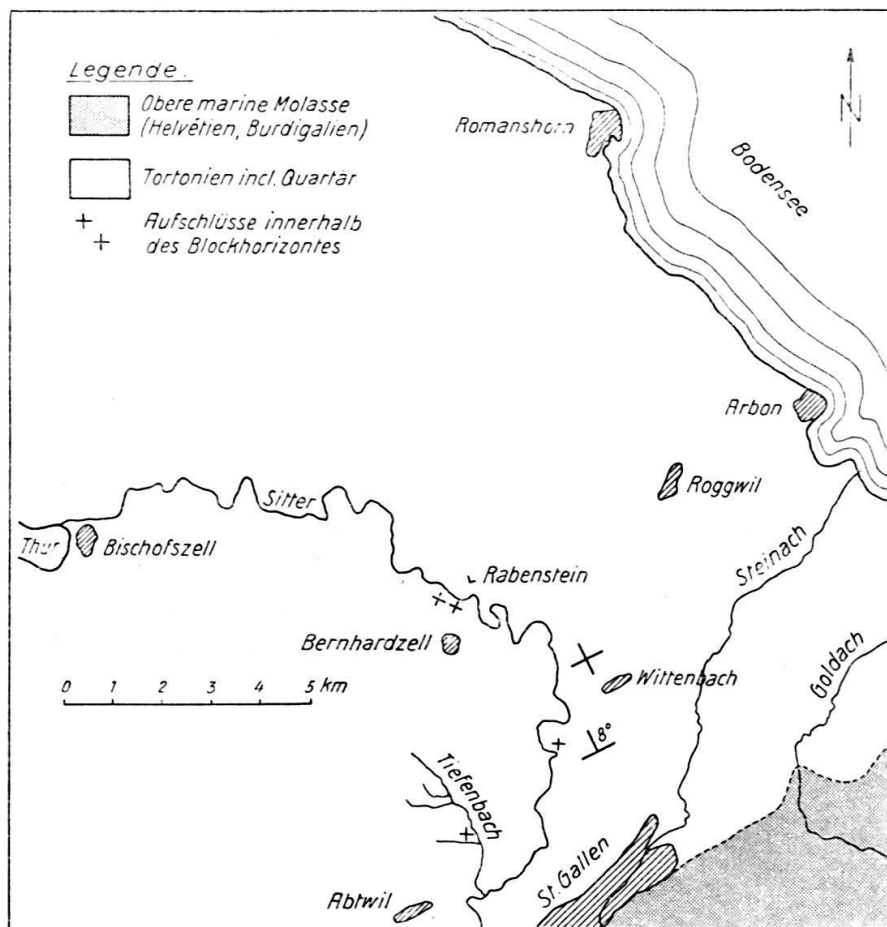 Legende.
Obere marine Molasse
(Helvétien, Burdigalien)
Tortonien incl. Quartär
Aufschlüsse innerhalb
des Blockhorizontes
Romanshorn
Bodensee
N
Arbon
Roggwil
Sitter
Thur
Bischofszell
Steinach
Rabenstein
Bernhardzell
Goldach
Wittenbach
0 1 2 3 4 5 km
8°
Tiefenbach
St. Gallen
Abtwil